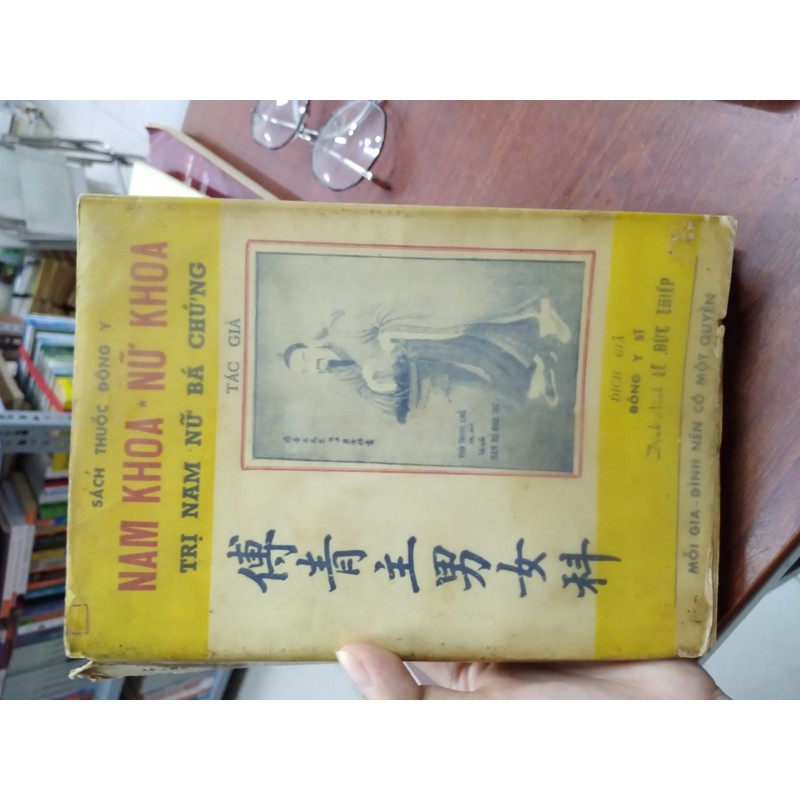 SÁCH THUỐC ĐÔNG Y
NAM KHOA * NỮ KHOA
TRỊ NAM NỮ BÁ CHỨNG
傅青主男女科
TÁC GIẢ
DỊCH GIẢ
ĐÔNG Y SĨ
LÊ ĐỨC THIẾP
MỖI GIA-ĐÌNH NÊN CÓ MỘT QUYỂN